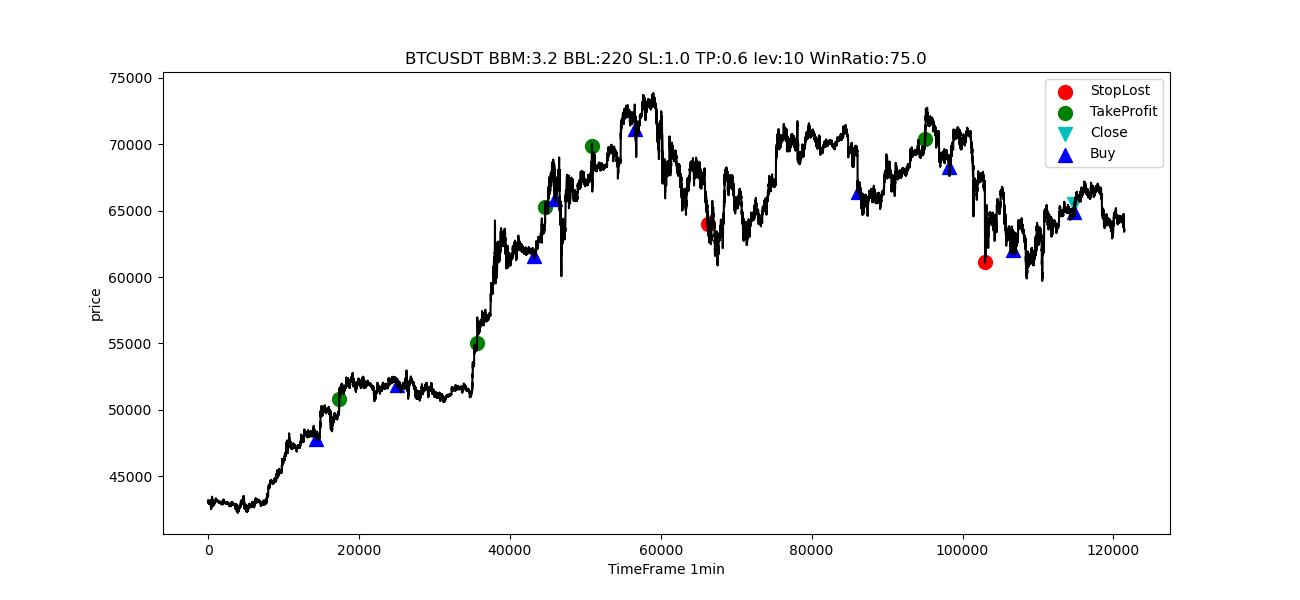 BTCUSDT BBM:3.2 BBL:220 SL:1.0 TP:0.6 lev:10 WinRatio:75.0
StopLost
TakeProfit
Close
Buy
price
75000
70000
65000
60000
55000
50000
45000
0 20000 40000 60000 80000 100000 120000
TimeFrame 1min